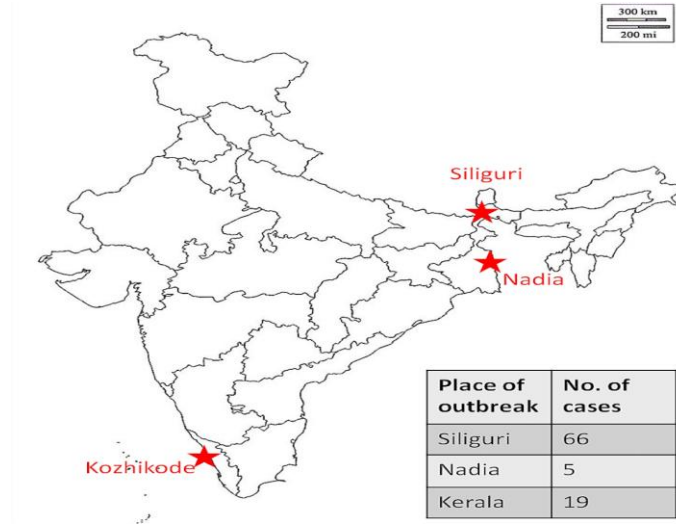 300 km
200 mi
Siliguri
Nadia
Kozhikode
Place of outbreak No. of cases
Siliguri 66
Nadia 5
Kerala 19